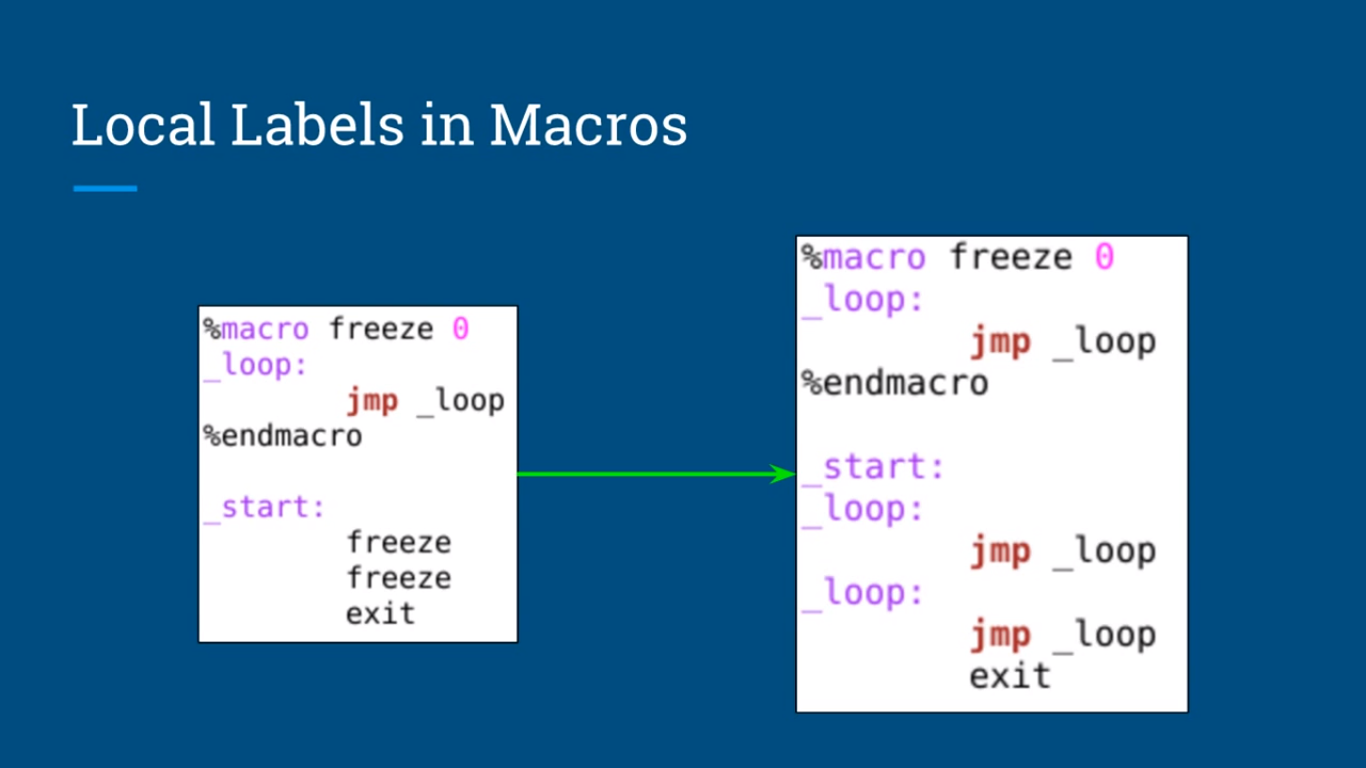 Local Labels in Macros
%macro freeze 0
_loop:
        jmp _loop
%endmacro

_start:
        freeze
        freeze
        exit
%macro freeze 0
_loop:
        jmp _loop
%endmacro

_start:
_loop:
        jmp _loop
_loop:
        jmp _loop
        exit